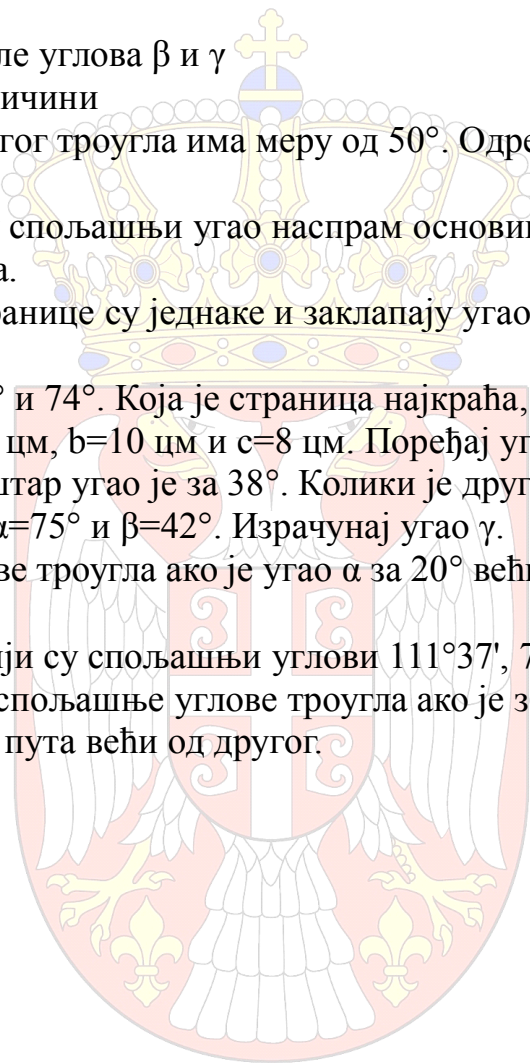 ле углова β и γ
ичини
гог троугла има меру од 50°. Одре
спољашњи угао наспрам основи
а.
ранице су једнаке и заклапају угао
° и 74°. Која је страница најкраћа,
цм, b=10 цм и c=8 цм. Поређај уг
штар угао је за 38°. Колики је друг
α=75° и β=42°. Израчунај угао γ.
ве троугла ако је угао α за 20° већи
ији су спољашњи углови 111°37', 7
спољашње углове троугла ако је з
пута већи од другог.